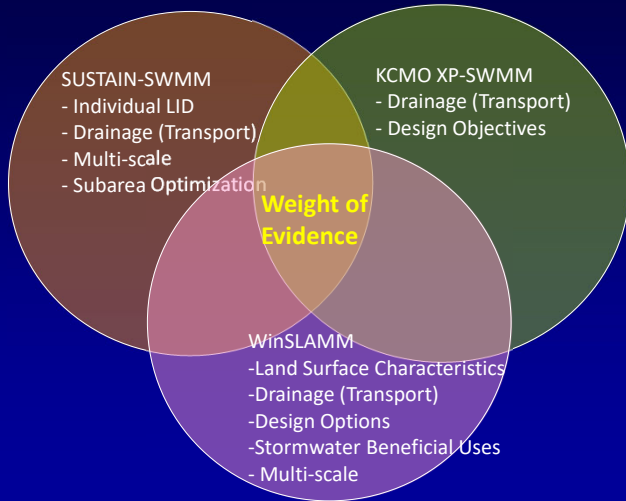 SUSTAIN-SWMM
- Individual LID
- Drainage (Transport)
- Multi-scale
- Subarea Optimization
KCMO XP-SWMM
- Drainage (Transport)
- Design Objectives
Weight of
Evidence
WinSLAMM
-Land Surface Characteristics
-Drainage (Transport)
-Design Options
-Stormwater Beneficial Uses
- Multi-scale